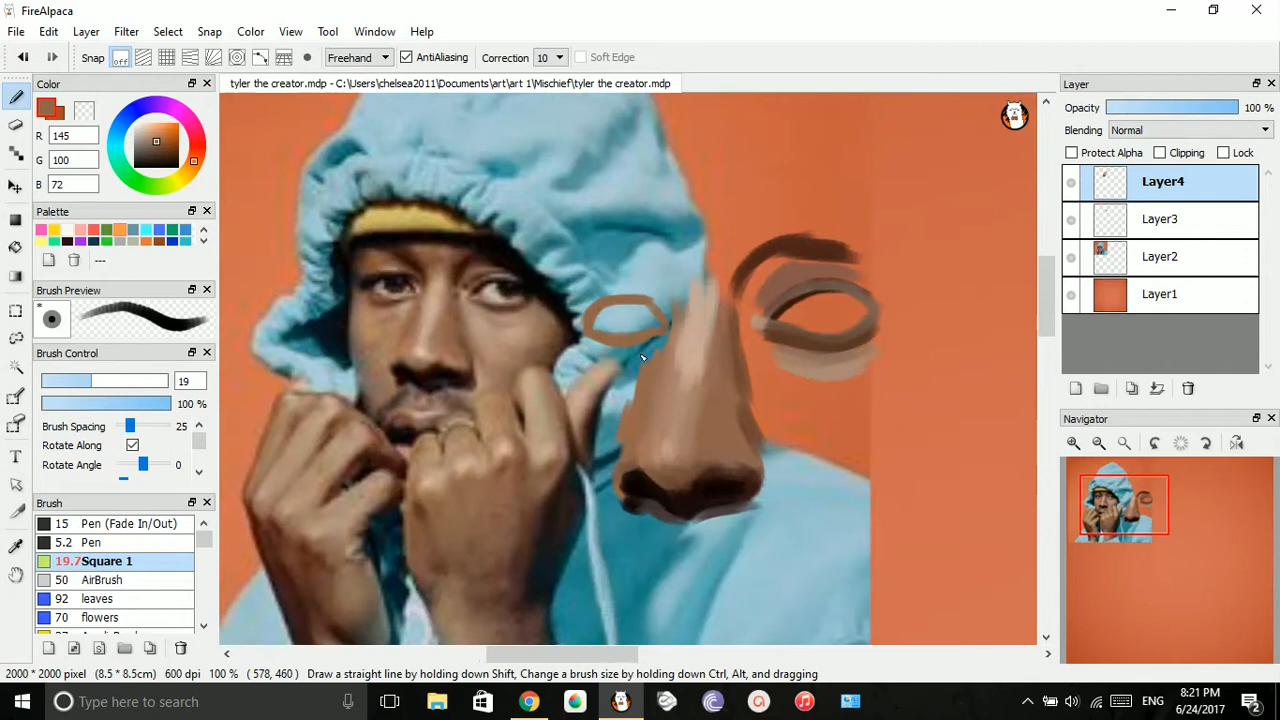 FireAlpaca
File Edit Layer Filter Select Snap Color View Tool Window Help
Snap off Freehand AntiAliasing Correction 10 Soft Edge
Color
R 145
G 100
B 72
Palette
---
Brush Preview
*
Brush Control
19
100 %
Brush Spacing 25
Rotate Along
Rotate Angle 0
Brush
15 Pen (Fade In/Out)
5.2 Pen
19.7 Square 1
50 AirBrush
92 leaves
70 flowers
tyler the creator.mdp - C:\Users\chelsea2011\Documents\art\art 1\Mischief\tyler the creator.mdp
Layer
Opacity 100 %
Blending Normal
Protect Alpha Clipping Lock
Layer4
Layer3
Layer2
Layer1
Navigator
2000 * 2000 pixel (8.5 * 8.5cm) 600 dpi 100 % ( 578, 460 ) Draw a straight line by holding down Shift, Change a brush size by holding down Ctrl, Alt, and dragging
Type here to search
ENG
8:21 PM
6/24/2017
2